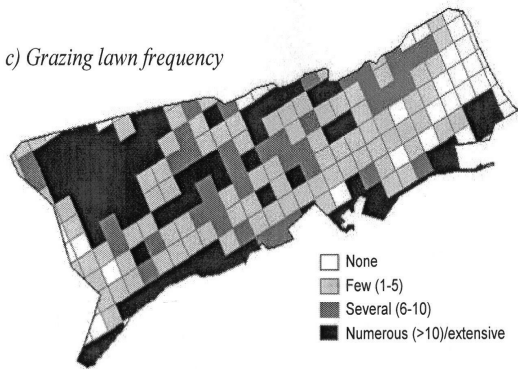 c) Grazing lawn frequency
None
Few (1-5)
Several (6-10)
Numerous (>10)/extensive